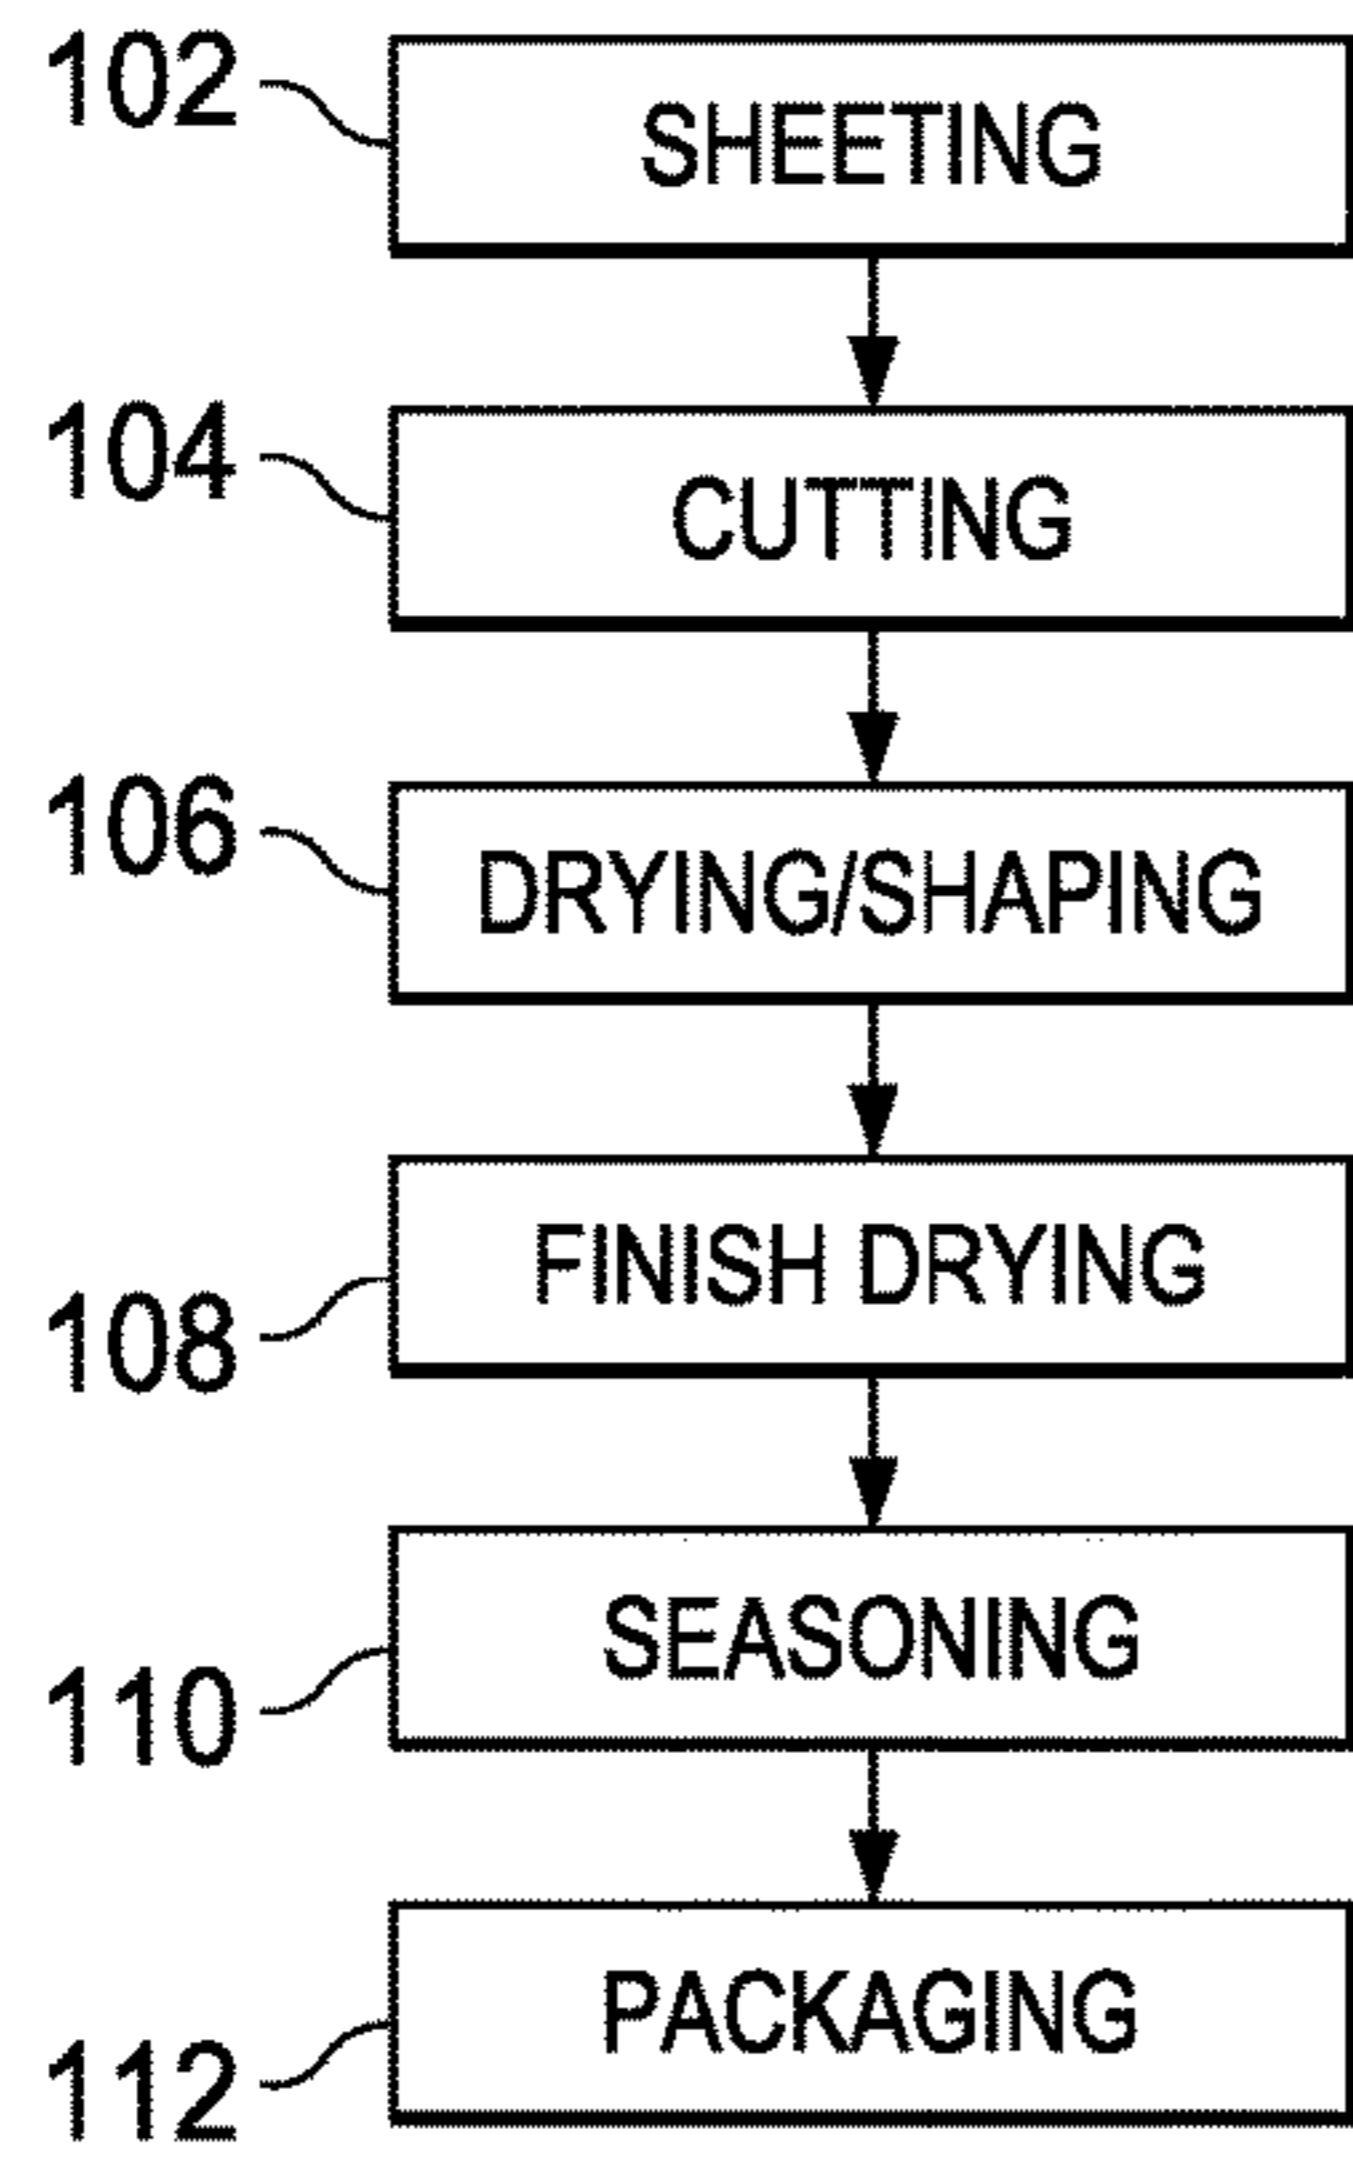 102 SHEETING
104 CUTTING
106 DRYING/SHAPING
108 FINISH DRYING
110 SEASONING
112 PACKAGING